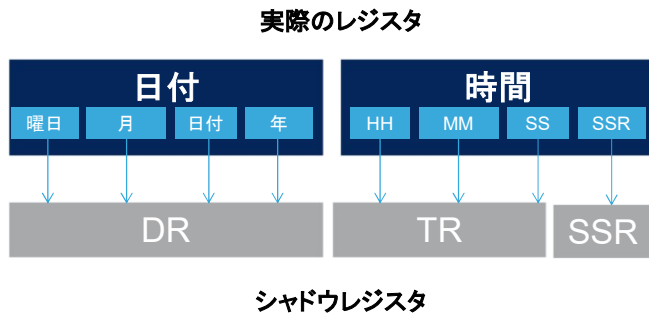 実際のレジスタ
日付 時間
曜日 月 日付 年 HH MM SS SSR
DR TR SSR
シャドウレジスタ